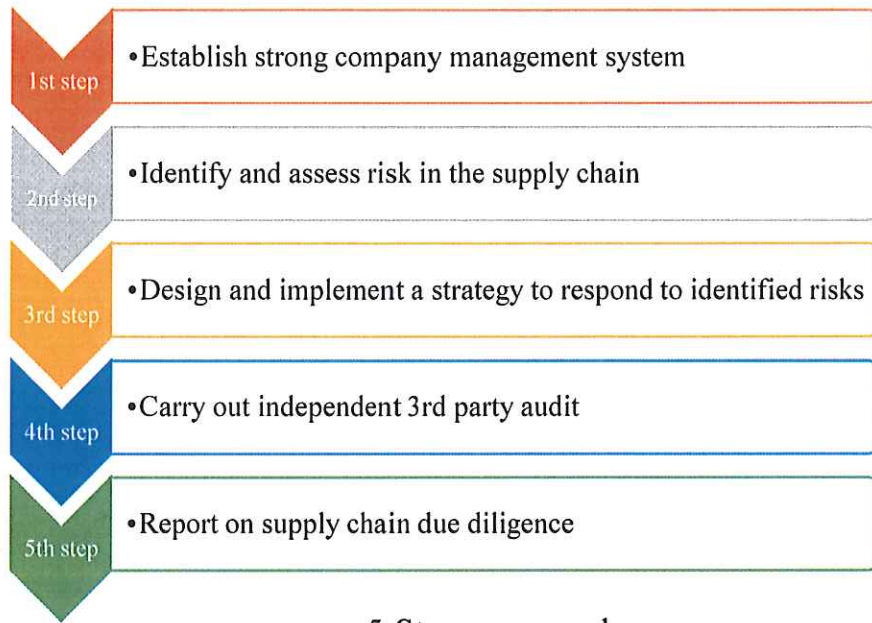 1st step
•Establish strong company management system
2nd step
•Identify and assess risk in the supply chain
3rd step
•Design and implement a strategy to respond to identified risks
4th step
•Carry out independent 3rd party audit
5th step
•Report on supply chain due diligence